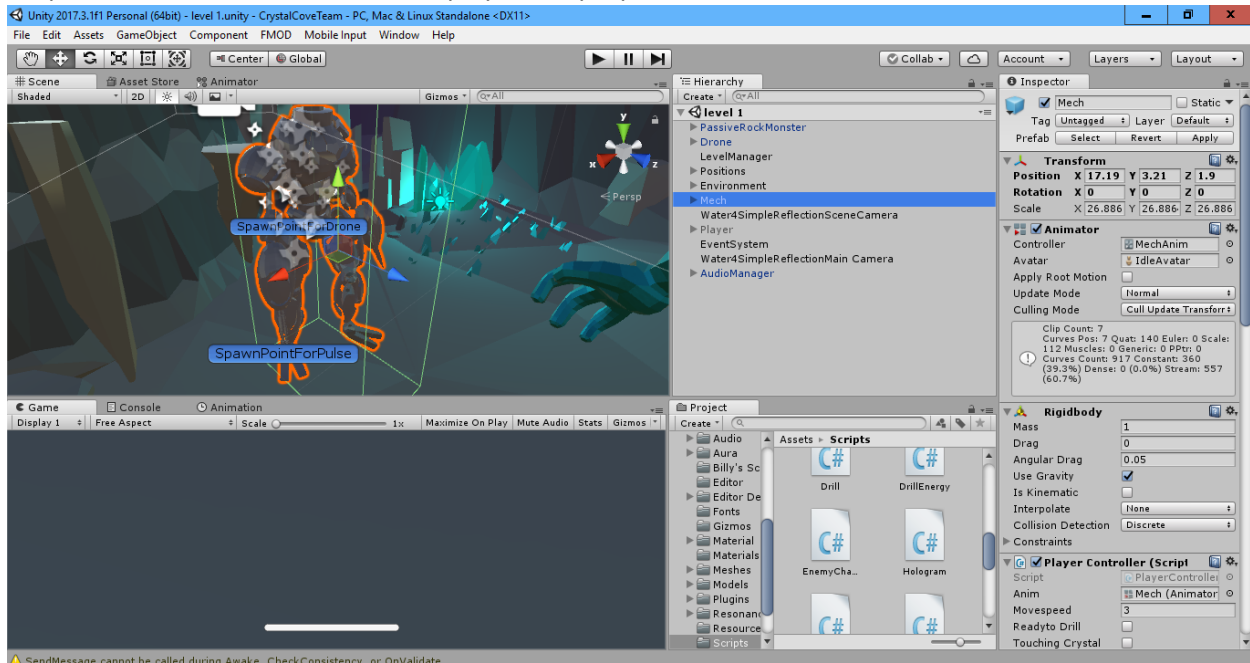 Unity 2017.3.1f1 Personal (64bit) - level 1.unity - CrystalCoveTeam - PC, Mac & Linux Standalone <DX11>
File Edit Assets GameObject Component FMOD Mobile Input Window Help
Center Global
Collab
Account
Layers
Layout
Scene
Asset Store
Animator
Shaded
2D
Gizmos
All
y
x
z
Persp
SpawnPointForDrone
SpawnPointForPulse
Hierarchy
Create
All
level 1
PassiveRockMonster
Drone
LevelManager
Positions
Environment
Mech
Water4SimpleReflectionSceneCamera
Player
EventSystem
Water4SimpleReflectionMain Camera
AudioManager
Game
Console
Animation
Display 1
Free Aspect
Scale
1x
Maximize On Play
Mute Audio
Stats
Gizmos
Project
Create
Audio
Aura
Billy's Sc
Editor
Editor De
Fonts
Gizmos
Material
Materials
Meshes
Models
Plugins
Resonanc
Resource
Scripts
Assets
Scripts
C#
C#
Drill
DrillEnergy
C#
C#
EnemyCha...
Hologram
C#
C#
Inspector
Mech
Static
Tag Untagged Layer Default
Prefab Select Revert Apply
Transform
Position X 17.19 Y 3.21 Z 1.9
Rotation X 0 Y 0 Z 0
Scale X 26.886 Y 26.886 Z 26.886
Animator
Controller MechAnim
Avatar IdleAvatar
Apply Root Motion
Update Mode Normal
Culling Mode Cull Update Transforr
Clip Count: 7
Curves Pos: 7 Quat: 140 Euler: 0 Scale:
112 Muscles: 0 Generic: 0 PPtr: 0
Curves Count: 917 Constant: 360
(39.3%) Dense: 0 (0.0%) Stream: 557
(60.7%)
Rigidbody
Mass 1
Drag 0
Angular Drag 0.05
Use Gravity
Is Kinematic
Interpolate None
Collision Detection Discrete
Constraints
Player Controller (Script
Script PlayerController
Anim Mech (Animator
Movespeed 3
Readyto Drill
Touching Crystal
SendMessage cannot be called during Awake, CheckConsistency, or OnValidate